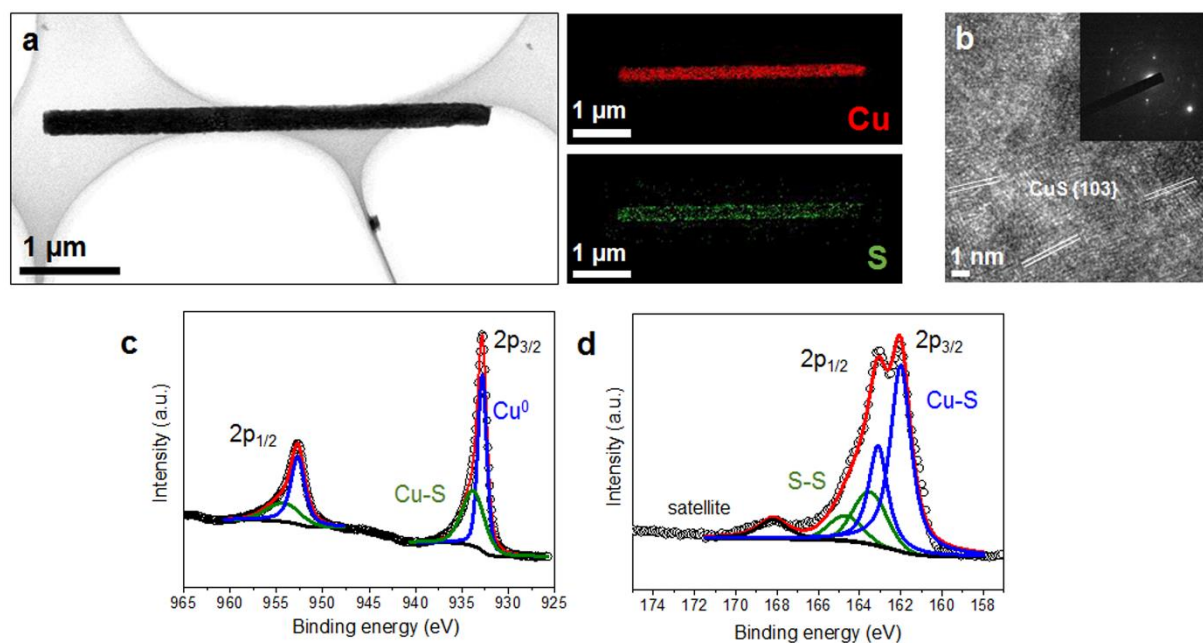 a
1 µm
Cu
1 µm
S
1 µm
b
CuS {103}
1 nm
c
2p3/2
Cu0
2p1/2
Cu-S
Intensity (a.u.)
965 960 955 950 945 940 935 930 925
Binding energy (eV)
d
2p3/2
2p1/2
Cu-S
S-S
satellite
Intensity (a.u.)
174 172 170 168 166 164 162 160 158
Binding energy (eV)